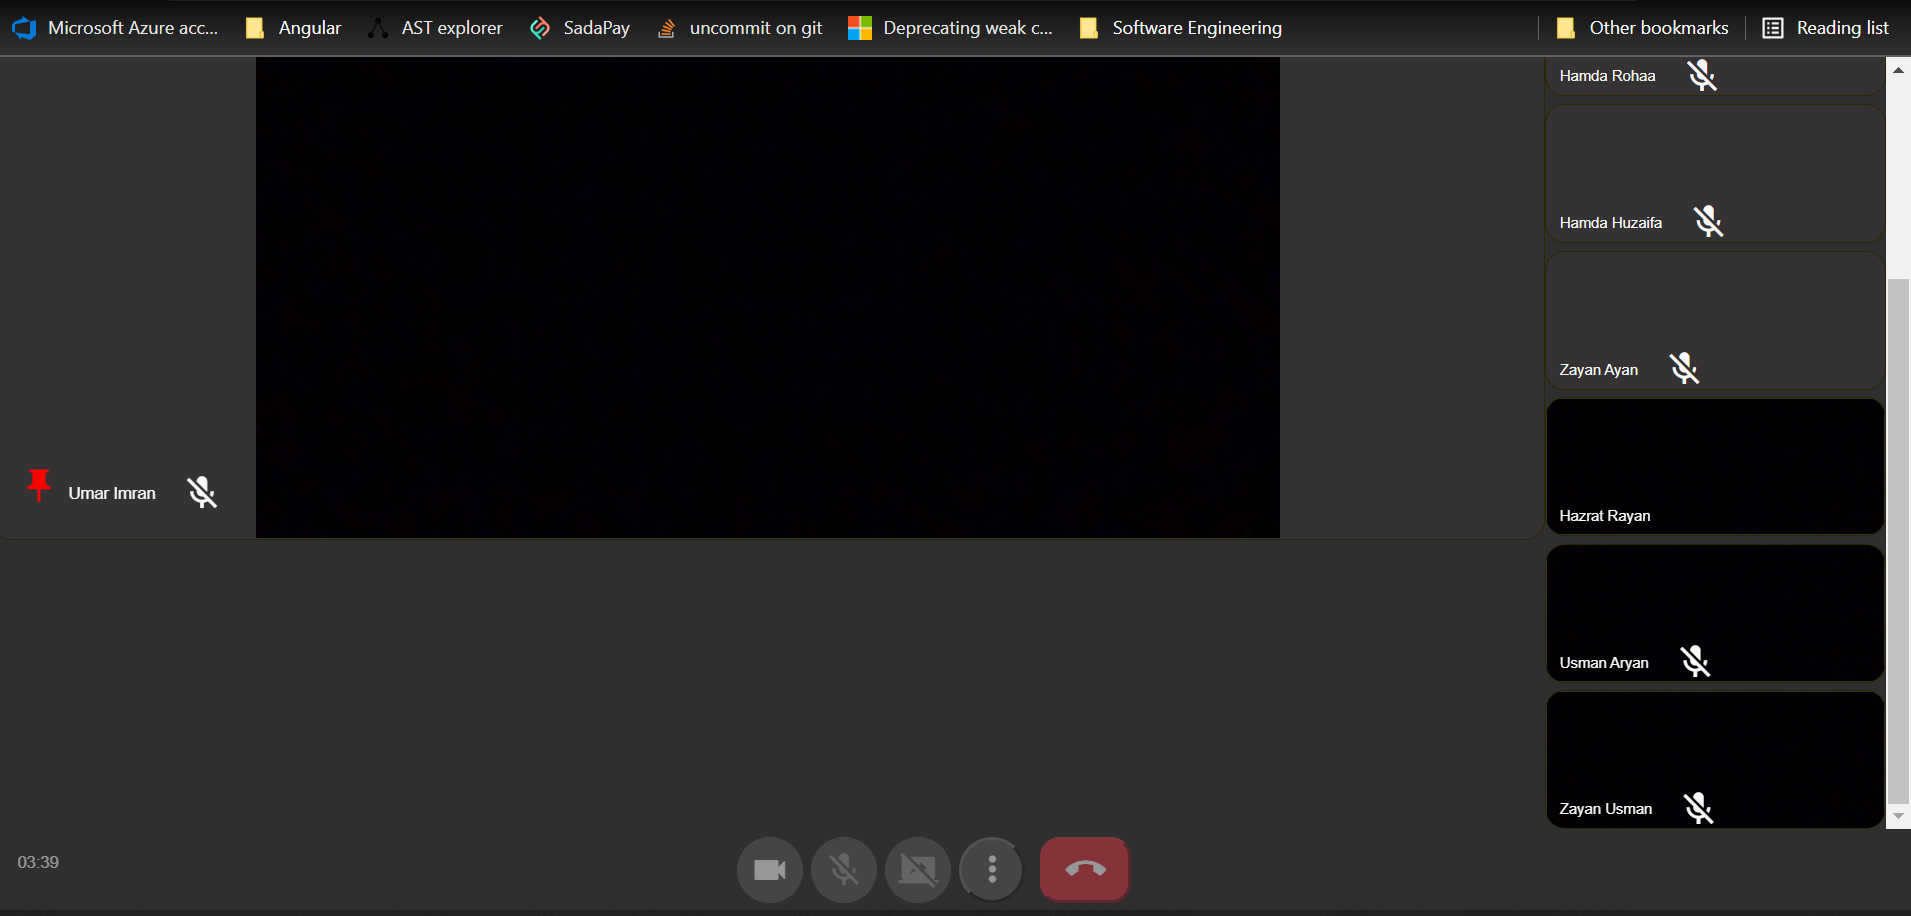 Microsoft Azure acc...
Angular
AST explorer
SadaPay
uncommit on git
Deprecating weak c...
Software Engineering
Other bookmarks
Reading list
Hamda Rohaa
Hamda Huzaifa
Zayan Ayan
Umar Imran
Hazrat Rayan
Usman Aryan
Zayan Usman
03:39